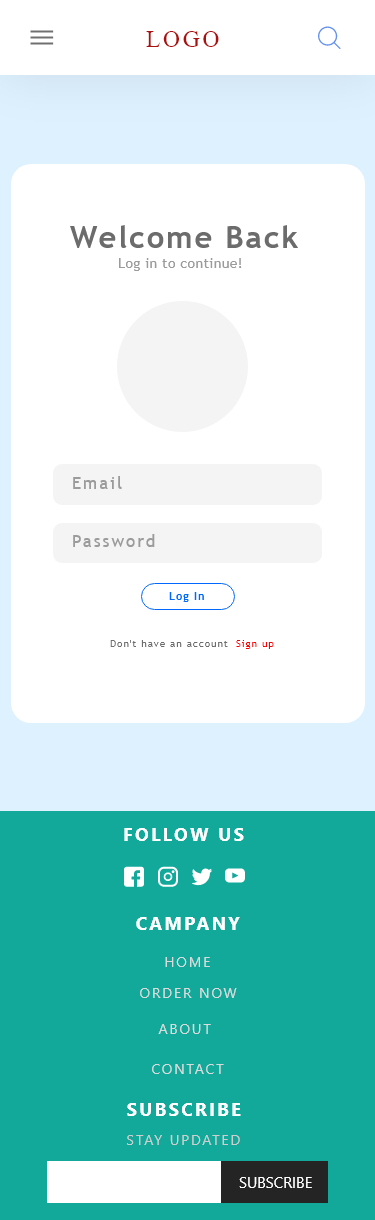 LOGO
Welcome Back
Log in to continue!
Email
Password
Log In
Don't have an account Sign up
FOLLOW US
CAMPANY
HOME
ORDER NOW
ABOUT
CONTACT
SUBSCRIBE
STAY UPDATED
SUBSCRIBE